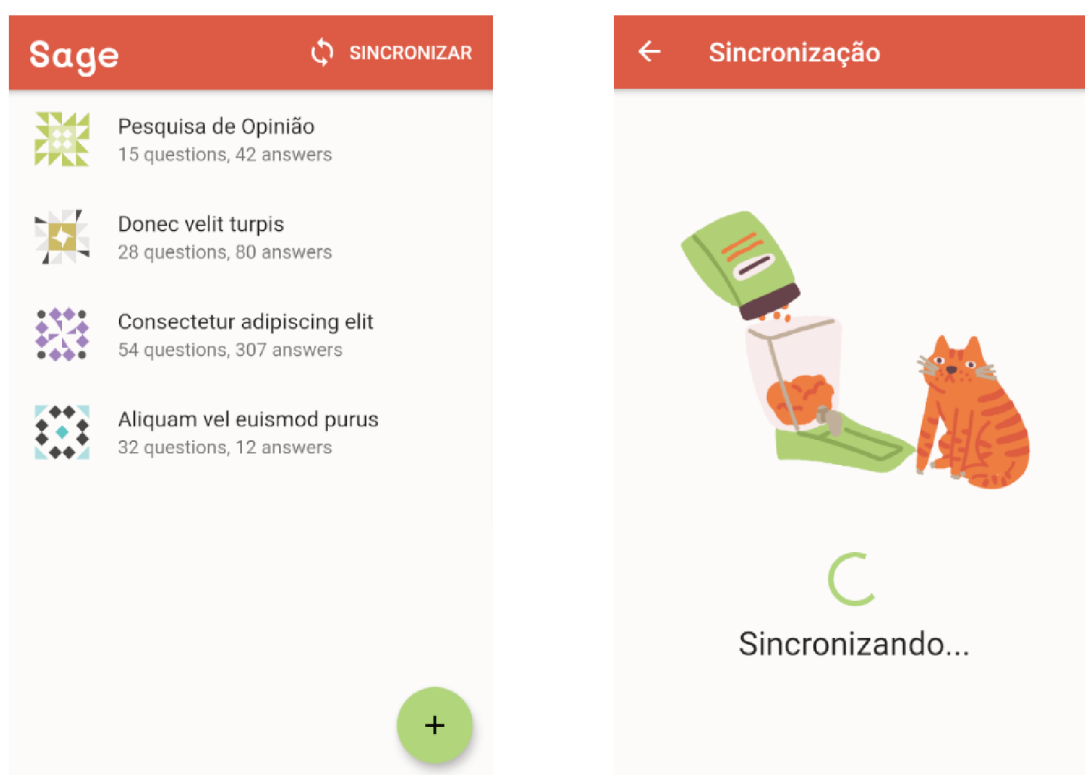 Sage
SINCRONIZAR
Pesquisa de Opinião
15 questions, 42 answers
Donec velit turpis
28 questions, 80 answers
Consectetur adipiscing elit
54 questions, 307 answers
Aliquam vel euismod purus
32 questions, 12 answers
+
Sincronização
Sincronizando...